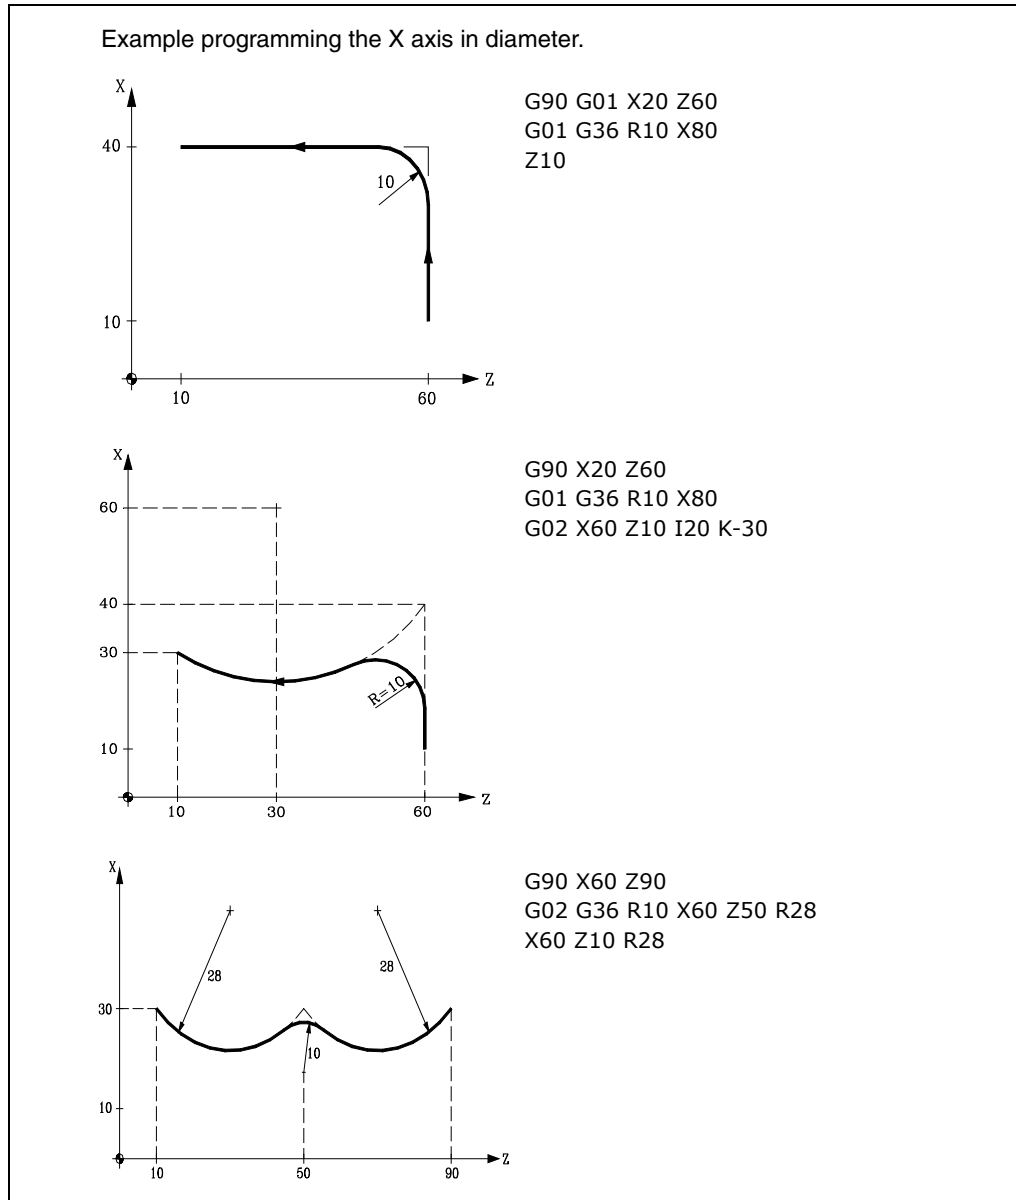 Example programming the X axis in diameter.
X
40
10
10
Z
10
60
G90 G01 X20 Z60
G01 G36 R10 X80
Z10
X
60
40
30
R=10
10
Z
10
30
60
G90 X20 Z60
G01 G36 R10 X80
G02 X60 Z10 I20 K-30
X
28
28
30
10
10
Z
10
50
90
G90 X60 Z90
G02 G36 R10 X60 Z50 R28
X60 Z10 R28